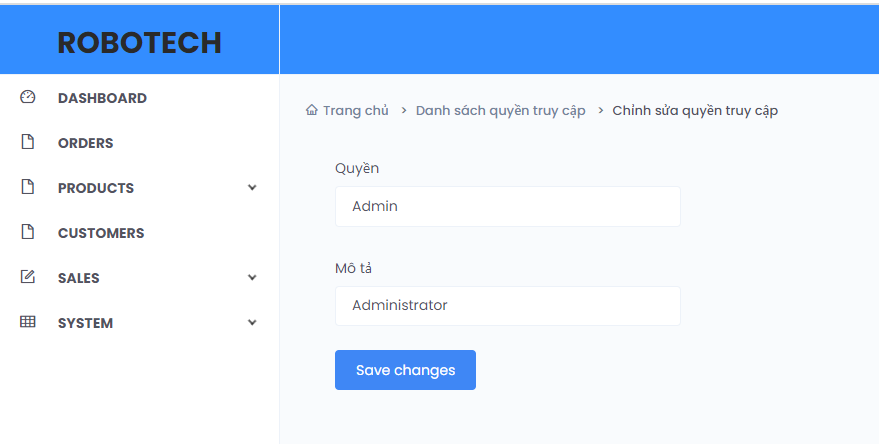 ROBOTECH
DASHBOARD
ORDERS
PRODUCTS
CUSTOMERS
SALES
SYSTEM
Trang chủ > Danh sách quyền truy cập > Chỉnh sửa quyền truy cập
Quyền
Admin
Mô tả
Administrator
Save changes